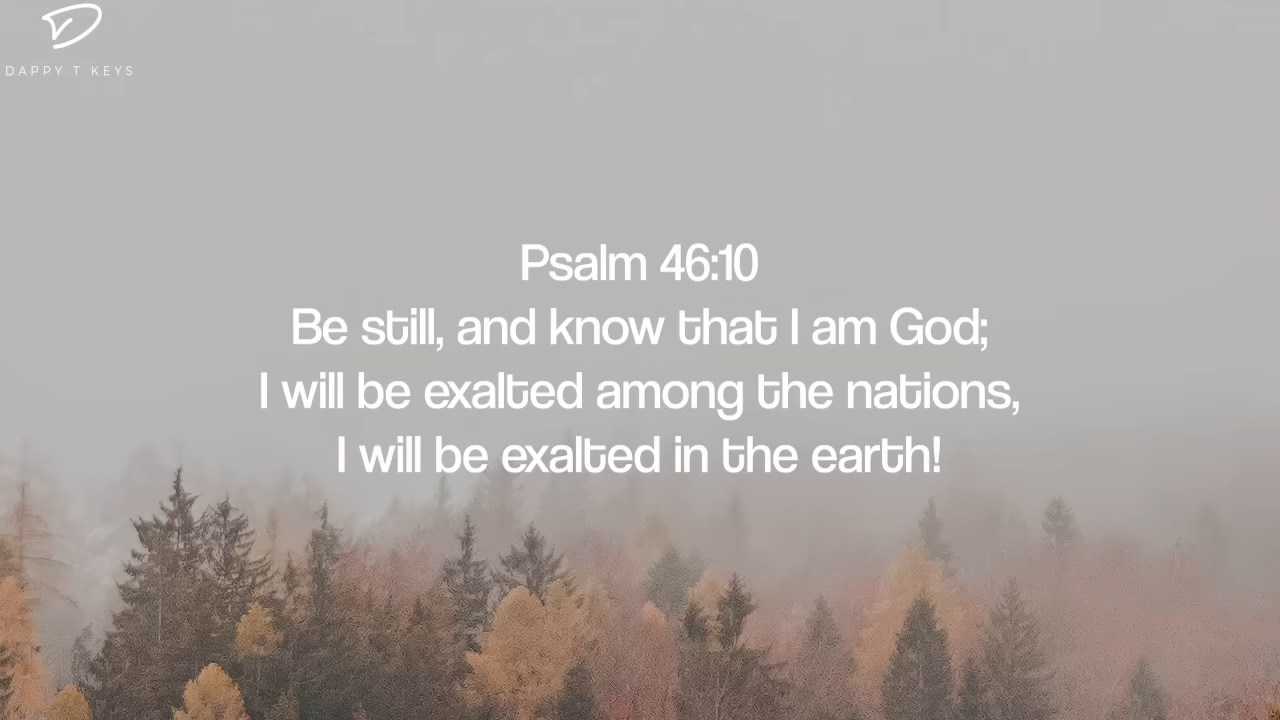 DAPPY T KEYS
Psalm 46:10
Be still, and know that I am God;
I will be exalted among the nations,
I will be exalted in the earth!